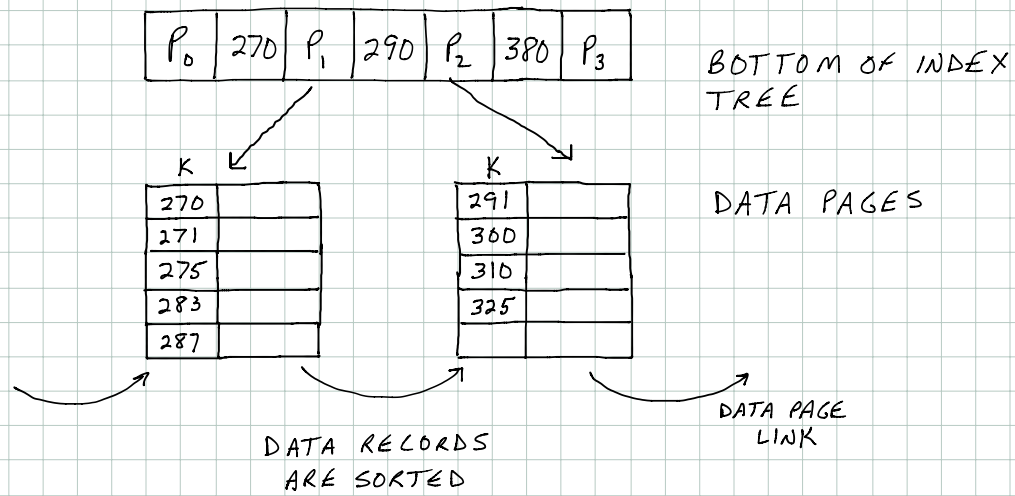 P0 270 P1 290 P2 380 P3
BOTTOM OF INDEX
TREE
K K
270 291
271 300
275 310
283 325
287
DATA PAGES
DATA RECORDS
ARE SORTED
DATA PAGE
LINK